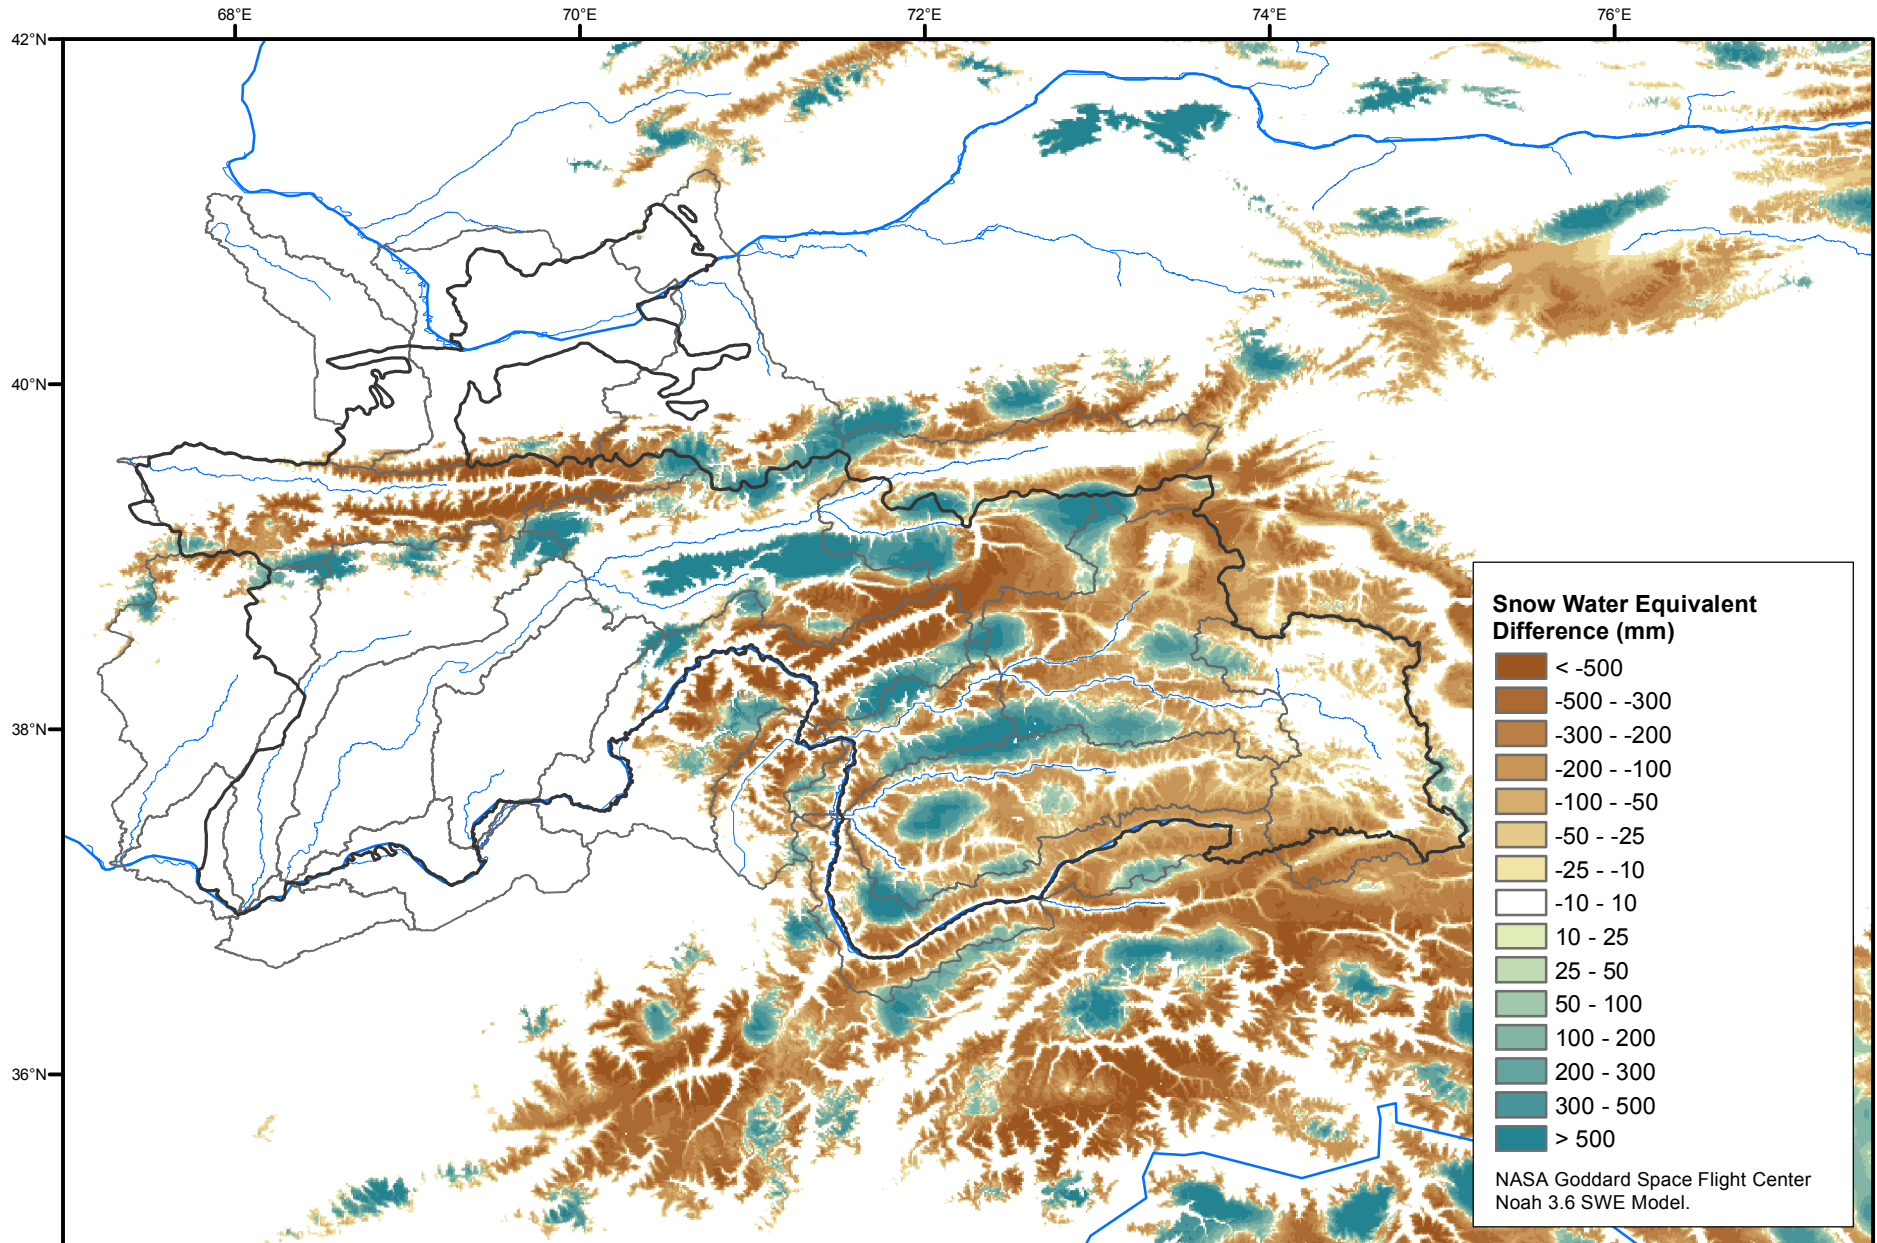 68°E
70°E
72°E
74°E
76°E
42°N
40°N
38°N
36°N
Snow Water Equivalent
Difference (mm)
< -500
-500 - -300
-300 - -200
-200 - -100
-100 - -50
-50 - -25
-25 - -10
-10 - 10
10 - 25
25 - 50
50 - 100
100 - 200
200 - 300
300 - 500
> 500
NASA Goddard Space Flight Center
Noah 3.6 SWE Model.